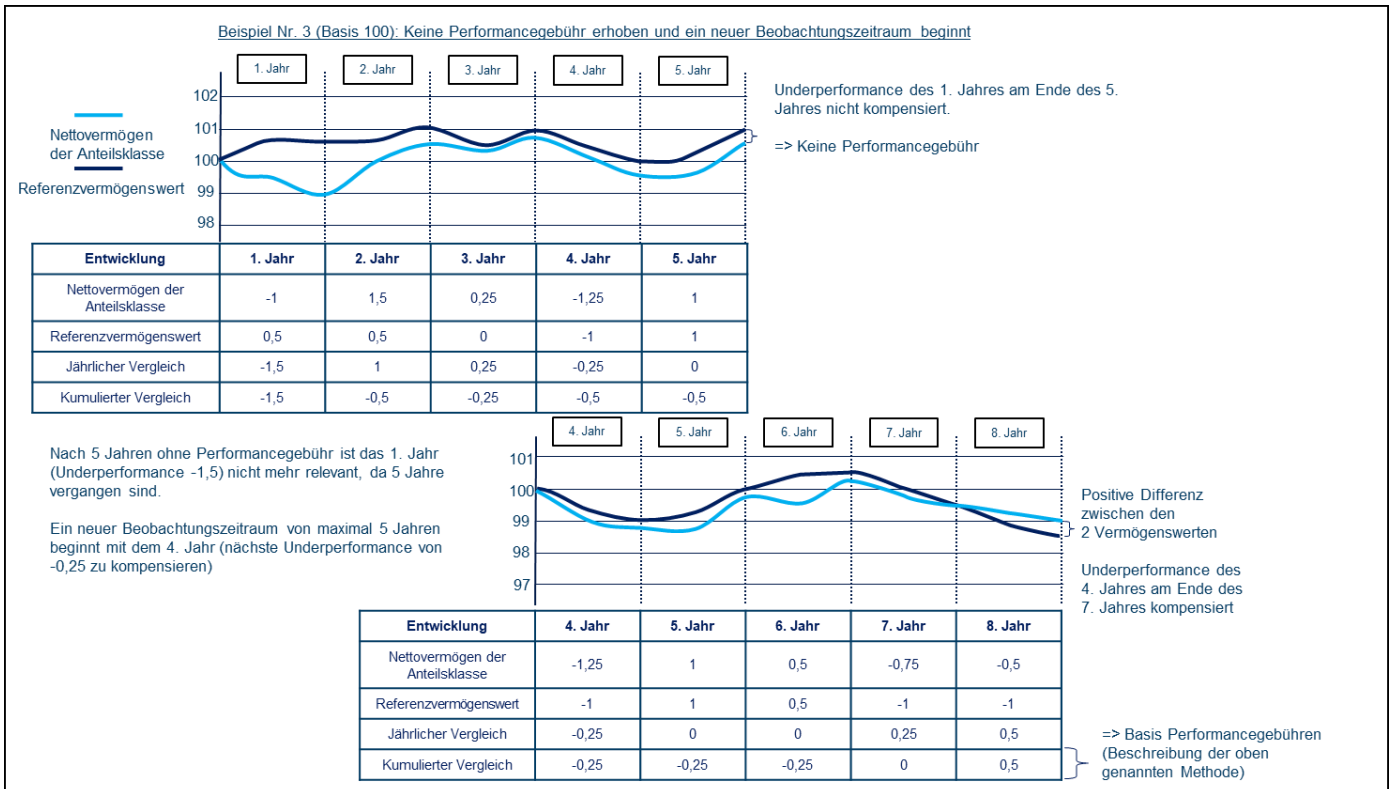 Beispiel Nr. 3 (Basis 100): Keine Performancegebühr erhoben und ein neuer Beobachtungszeitraum beginnt
1. Jahr 2. Jahr 3. Jahr 4. Jahr 5. Jahr
102
101
100
99
98
Nettovermögen
der Anteilsklasse
Referenzvermögenswert
Underperformance des 1. Jahres am Ende des 5.
Jahres nicht kompensiert.
=> Keine Performancegebühr
Entwicklung 1. Jahr 2. Jahr 3. Jahr 4. Jahr 5. Jahr
Nettovermögen der
Anteilsklasse -1 1,5 0,25 -1,25 1
Referenzvermögenswert 0,5 0,5 0 -1 1
Jährlicher Vergleich -1,5 1 0,25 -0,25 0
Kumulierter Vergleich -1,5 -0,5 -0,25 -0,5 -0,5
Nach 5 Jahren ohne Performancegebühr ist das 1. Jahr
(Underperformance -1,5) nicht mehr relevant, da 5 Jahre
vergangen sind.
Ein neuer Beobachtungszeitraum von maximal 5 Jahren
beginnt mit dem 4. Jahr (nächste Underperformance von
-0,25 zu kompensieren)
4. Jahr 5. Jahr 6. Jahr 7. Jahr 8. Jahr
101
100
99
98
97
Positive Differenz
zwischen den
2 Vermögenswerten
Underperformance des
4. Jahres am Ende des
7. Jahres kompensiert
Entwicklung 4. Jahr 5. Jahr 6. Jahr 7. Jahr 8. Jahr
Nettovermögen der
Anteilsklasse -1,25 1 0,5 -0,75 -0,5
Referenzvermögenswert -1 1 0,5 -1 -1
Jährlicher Vergleich -0,25 0 0 0,25 0,5
Kumulierter Vergleich -0,25 -0,25 -0,25 0 0,5
=> Basis Performancegebühren
(Beschreibung der oben
genannten Methode)